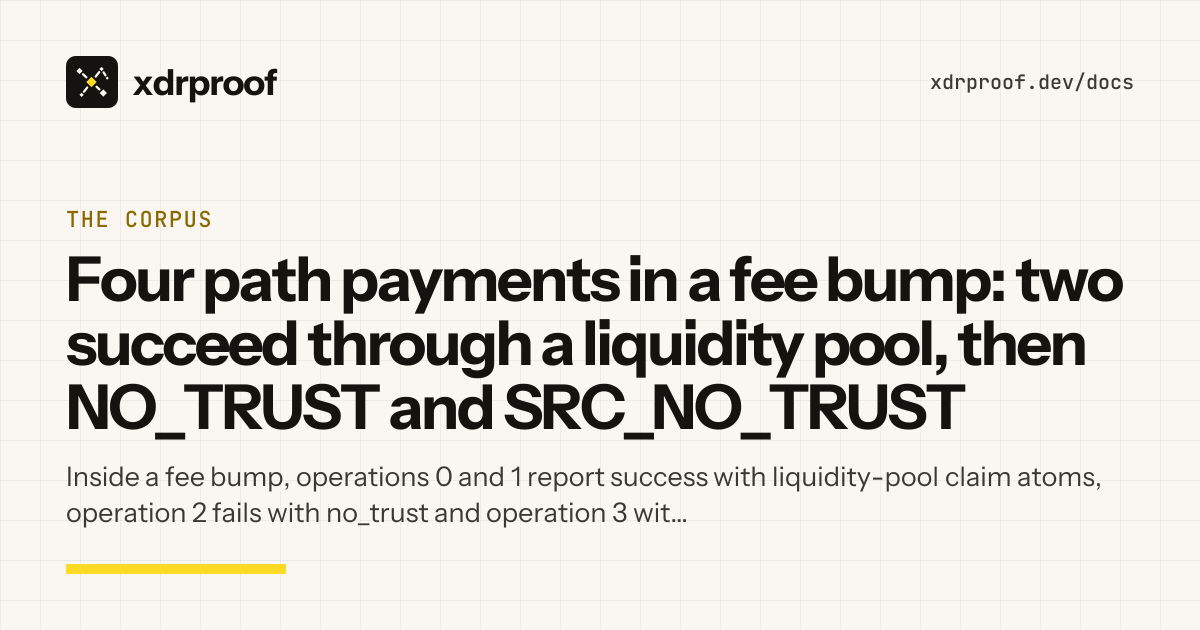 xdrproof
xdrproof.dev/docs
THE CORPUS
Four path payments in a fee bump: two
succeed through a liquidity pool, then
NO_TRUST and SRC_NO_TRUST
Inside a fee bump, operations 0 and 1 report success with liquidity-pool claim atoms,
operation 2 fails with no_trust and operation 3 wit...